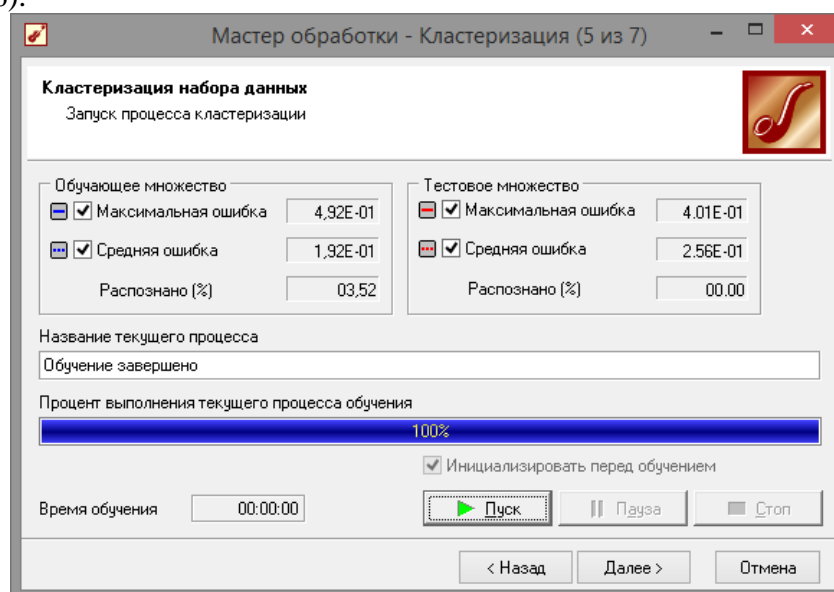 Мастер обработки - Кластеризация (5 из 7)
Кластеризация набора данных
Запуск процесса кластеризации
Обучающее множество
Максимальная ошибка 4,92E-01
Средняя ошибка 1,92E-01
Распознано (%) 03,52
Тестовое множество
Максимальная ошибка 4.01E-01
Средняя ошибка 2.56E-01
Распознано (%) 00.00
Название текущего процесса
Обучение завершено
Процент выполнения текущего процесса обучения
100%
Инициализировать перед обучением
Время обучения 00:00:00 Пуск Пауза Стоп
< Назад Далее > Отмена